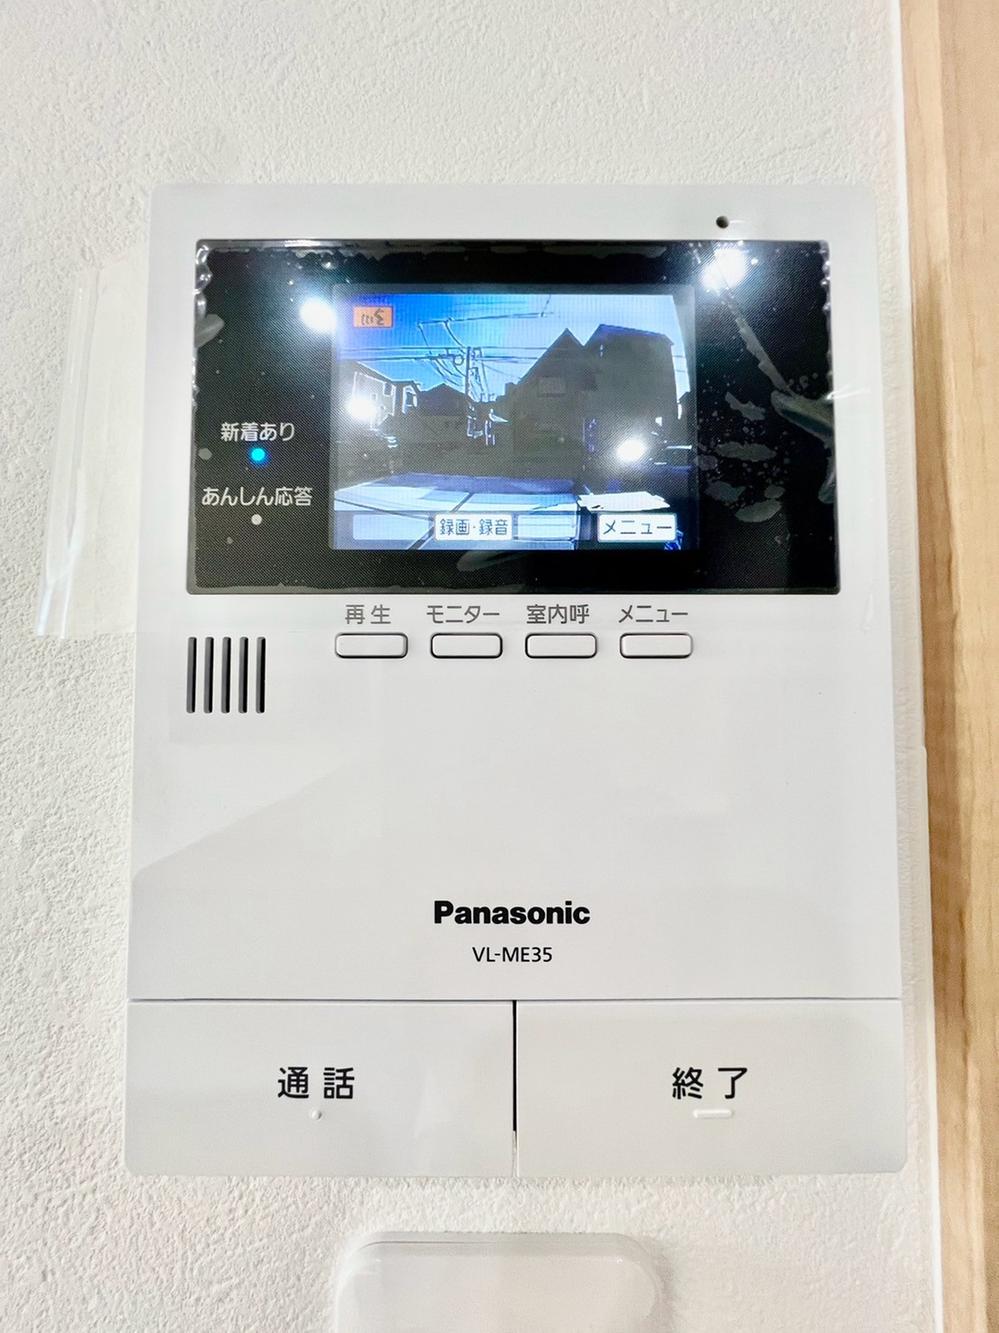 新着あり
あんしん応答
録画・録音
メニュー
再生
モニター
室内呼
メニュー
Panasonic
VL-ME35
通話
終了